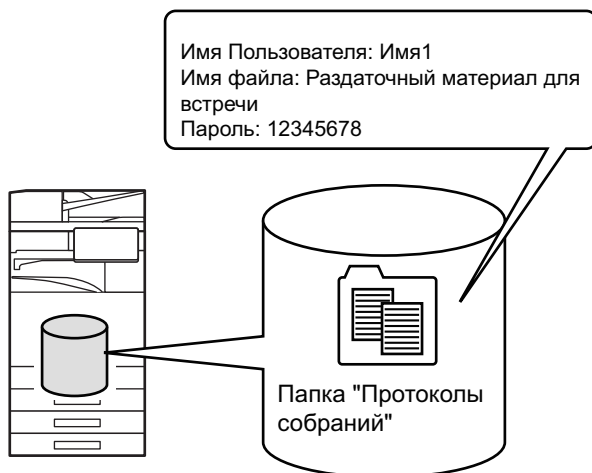 Имя Пользователя: Имя1
Имя файла: Раздаточный материал для
встречи
Пароль: 12345678
Папка "Протоколы
собраний"